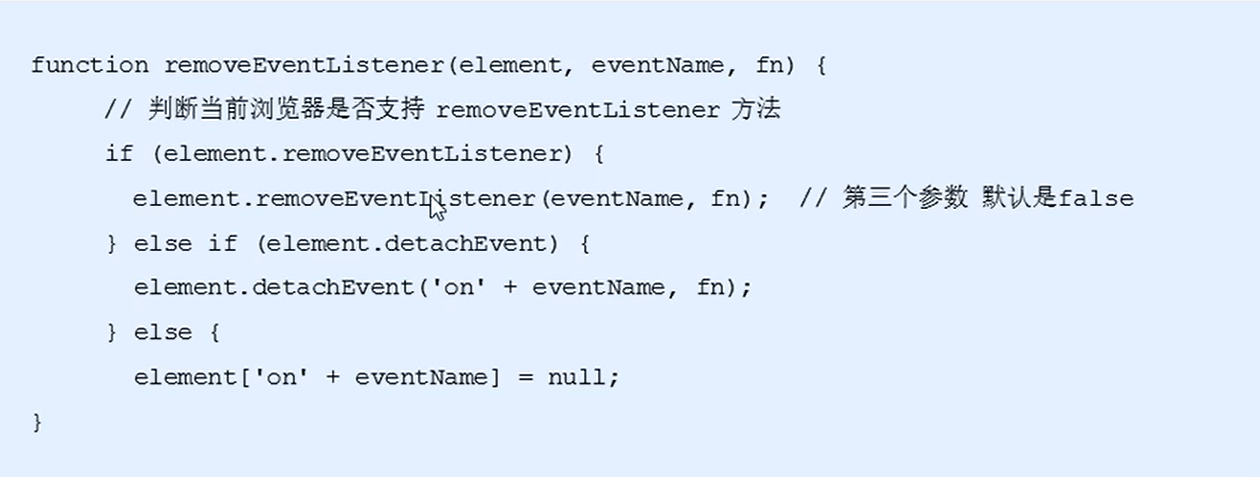 function removeEventListener(element, eventName, fn) {
// 判断当前浏览器是否支持 removeEventListener 方法
if (element.removeEventListener) {
element.removeEventListener(eventName, fn); // 第三个参数 默认是false
} else if (element.detachEvent) {
element.detachEvent('on' + eventName, fn);
} else {
element['on' + eventName] = null;
}